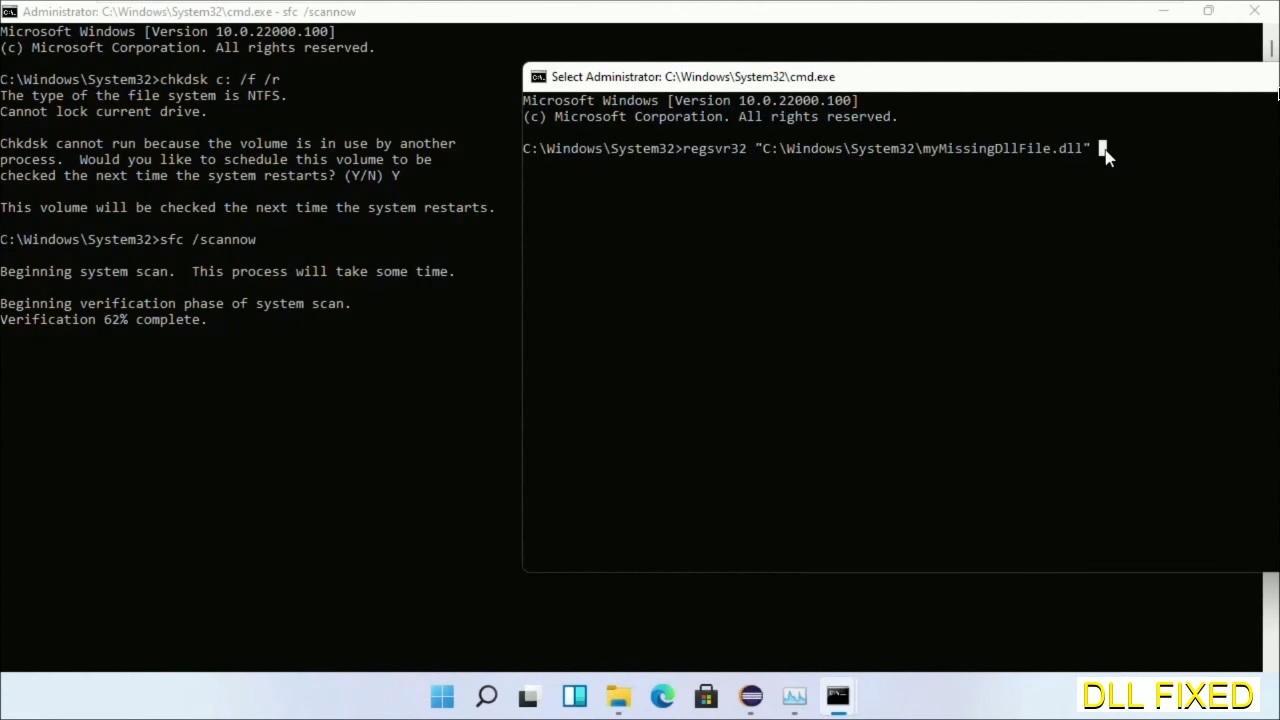 Administrator: C:\Windows\System32\cmd.exe - sfc /scannow
Microsoft Windows [Version 10.0.22000.100]
(c) Microsoft Corporation. All rights reserved.
C:\Windows\System32>chkdsk c: /f /r
The type of the file system is NTFS.
Cannot lock current drive.
Chkdsk cannot run because the volume is in use by another
process.  Would you like to schedule this volume to be
checked the next time the system restarts? (Y/N) Y
This volume will be checked the next time the system restarts.
C:\Windows\System32>sfc /scannow
Beginning system scan.  This process will take some time.
Beginning verification phase of system scan.
Verification 62% complete.
Select Administrator: C:\Windows\System32\cmd.exe
Microsoft Windows [Version 10.0.22000.100]
(c) Microsoft Corporation. All rights reserved.
C:\Windows\System32>regsvr32 "C:\Windows\System32\myMissingDllFile.dll"
DLL FIXED